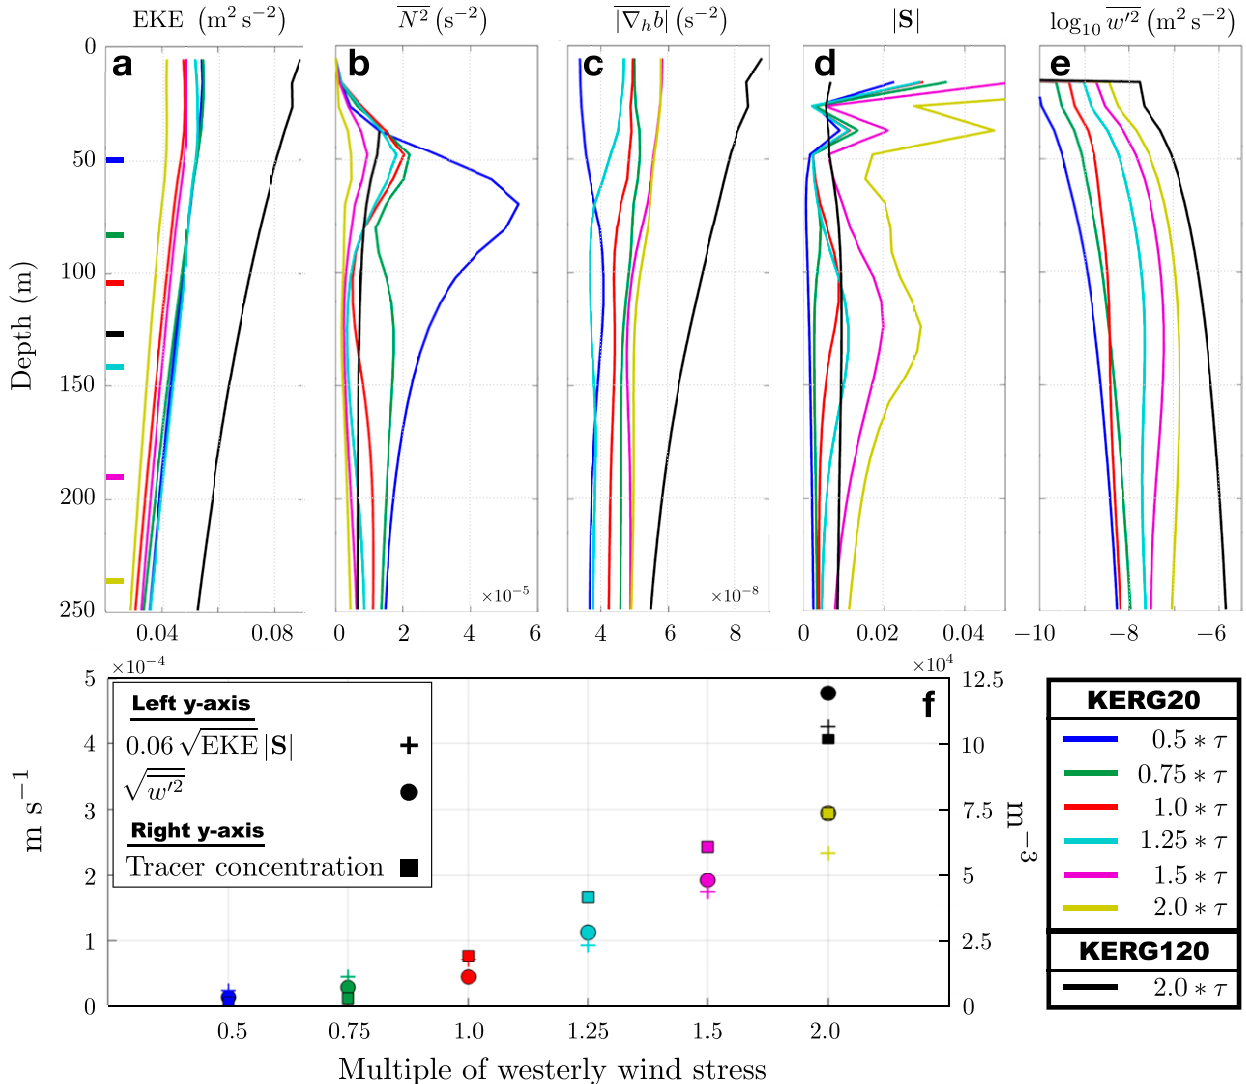 EKE (m² s⁻²)
N̅²̅ (s⁻²)
|∇ₕb| (s⁻²)
|S|
log₁₀ w′² (m² s⁻²)
a
b
c
d
e
0
50
100
150
200
250
Depth (m)
×10⁻⁵
×10⁻⁸
0.04 0.08
0 2 4 6
4 6 8
0 0.02 0.04
−10 −8 −6
×10⁻⁴
×10⁴
5
4
3
2
1
0
m s⁻¹
Left y-axis
0.06 √EKE |S|
√w′²
Right y-axis
Tracer concentration
f
12.5
10
7.5
5
2.5
0
m⁻³
0.5 0.75 1.0 1.25 1.5 2.0
Multiple of westerly wind stress
KERG20
0.5 * τ
0.75 * τ
1.0 * τ
1.25 * τ
1.5 * τ
2.0 * τ
KERG120
2.0 * τ